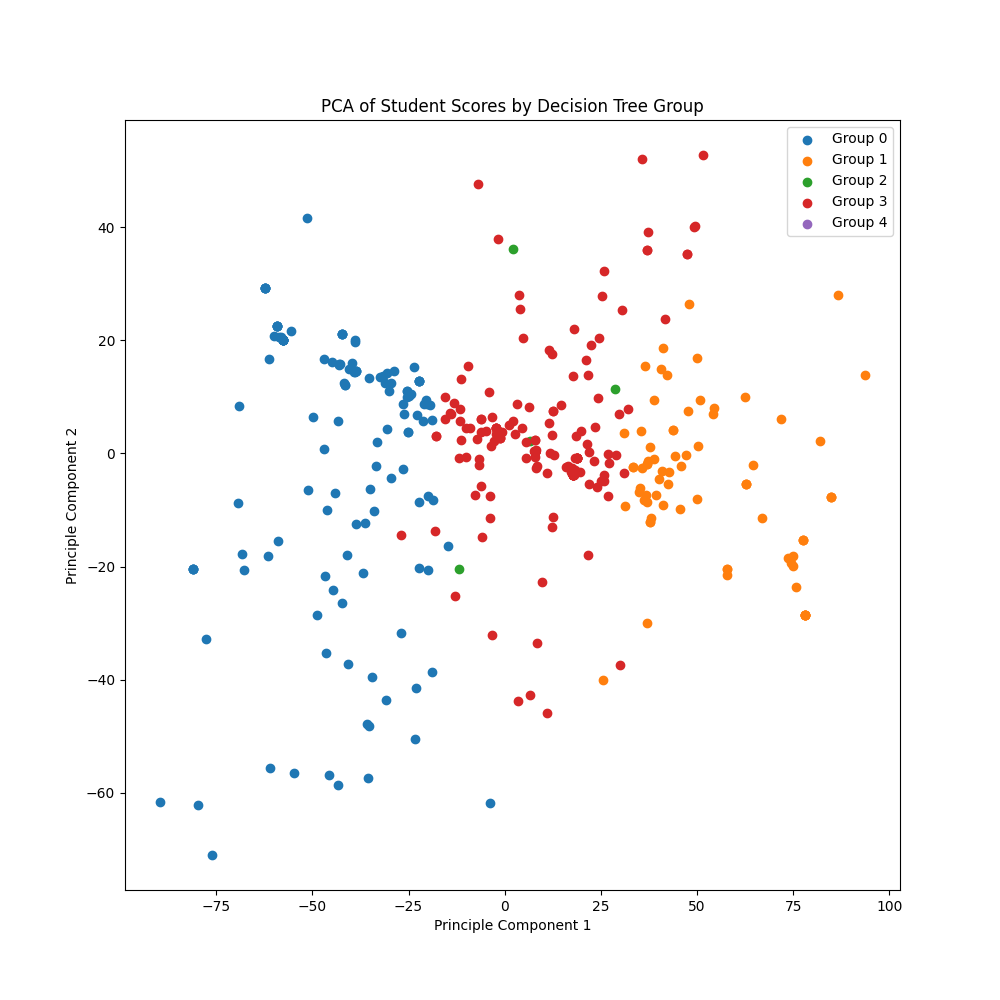 PCA of Student Scores by Decision Tree Group
Group 0
Group 1
Group 2
Group 3
Group 4
Principle Component 2
40
20
0
−20
−40
−60
−75
−50
−25
0
25
50
75
100
Principle Component 1